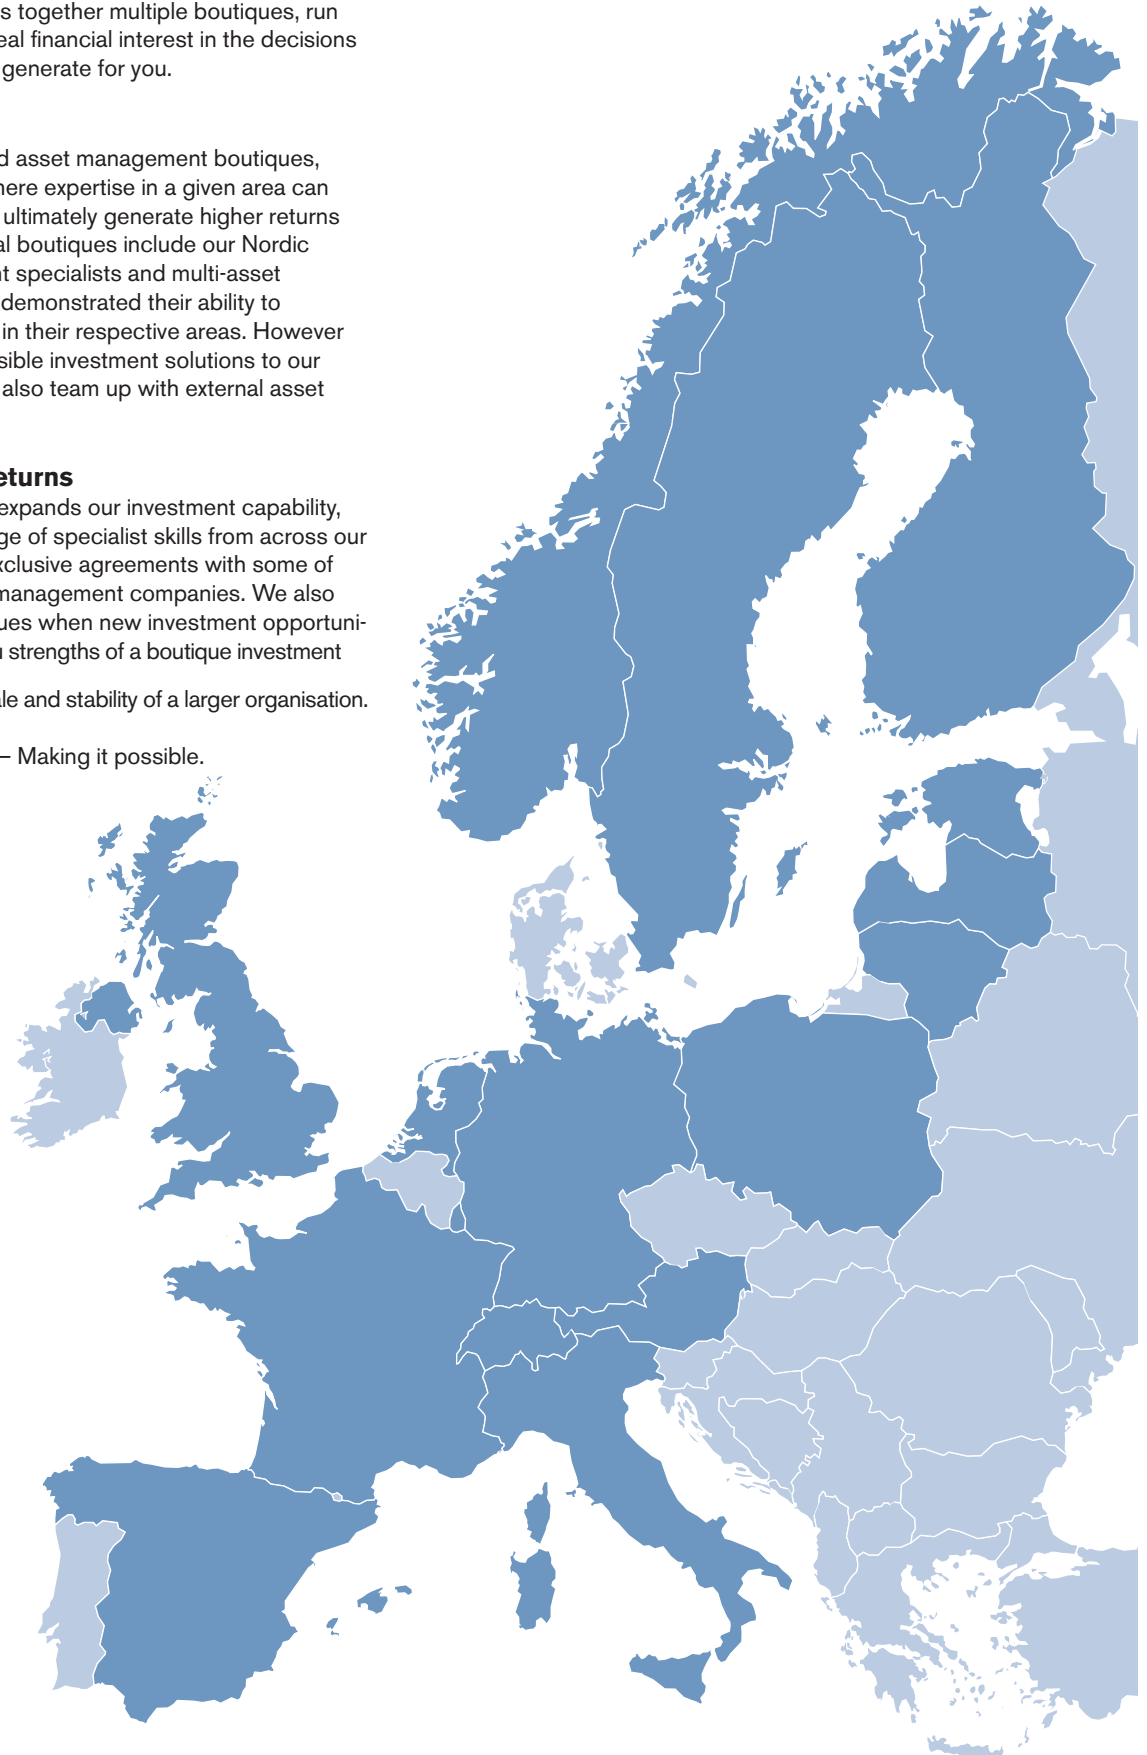 s together multiple boutiques, run
eal financial interest in the decisions
generate for you.
d asset management boutiques,
here expertise in a given area can
ultimately generate higher returns
al boutiques include our Nordic
nt specialists and multi-asset
demonstrated their ability to
in their respective areas. However
sible investment solutions to our
also team up with external asset
eturns
expands our investment capability,
ge of specialist skills from across our
exclusive agreements with some of
management companies. We also
ues when new investment opportuni-
u strengths of a boutique investment
ale and stability of a larger organisation.
– Making it possible.